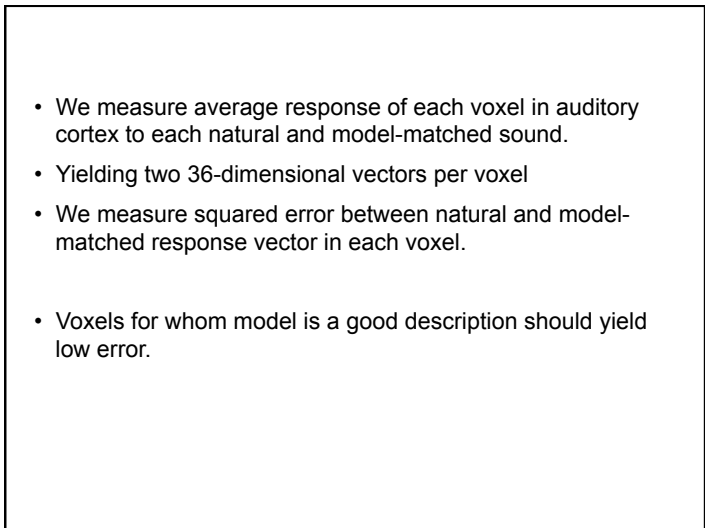 • We measure average response of each voxel in auditory
cortex to each natural and model-matched sound.
• Yielding two 36-dimensional vectors per voxel
• We measure squared error between natural and model-
matched response vector in each voxel.
• Voxels for whom model is a good description should yield
low error.